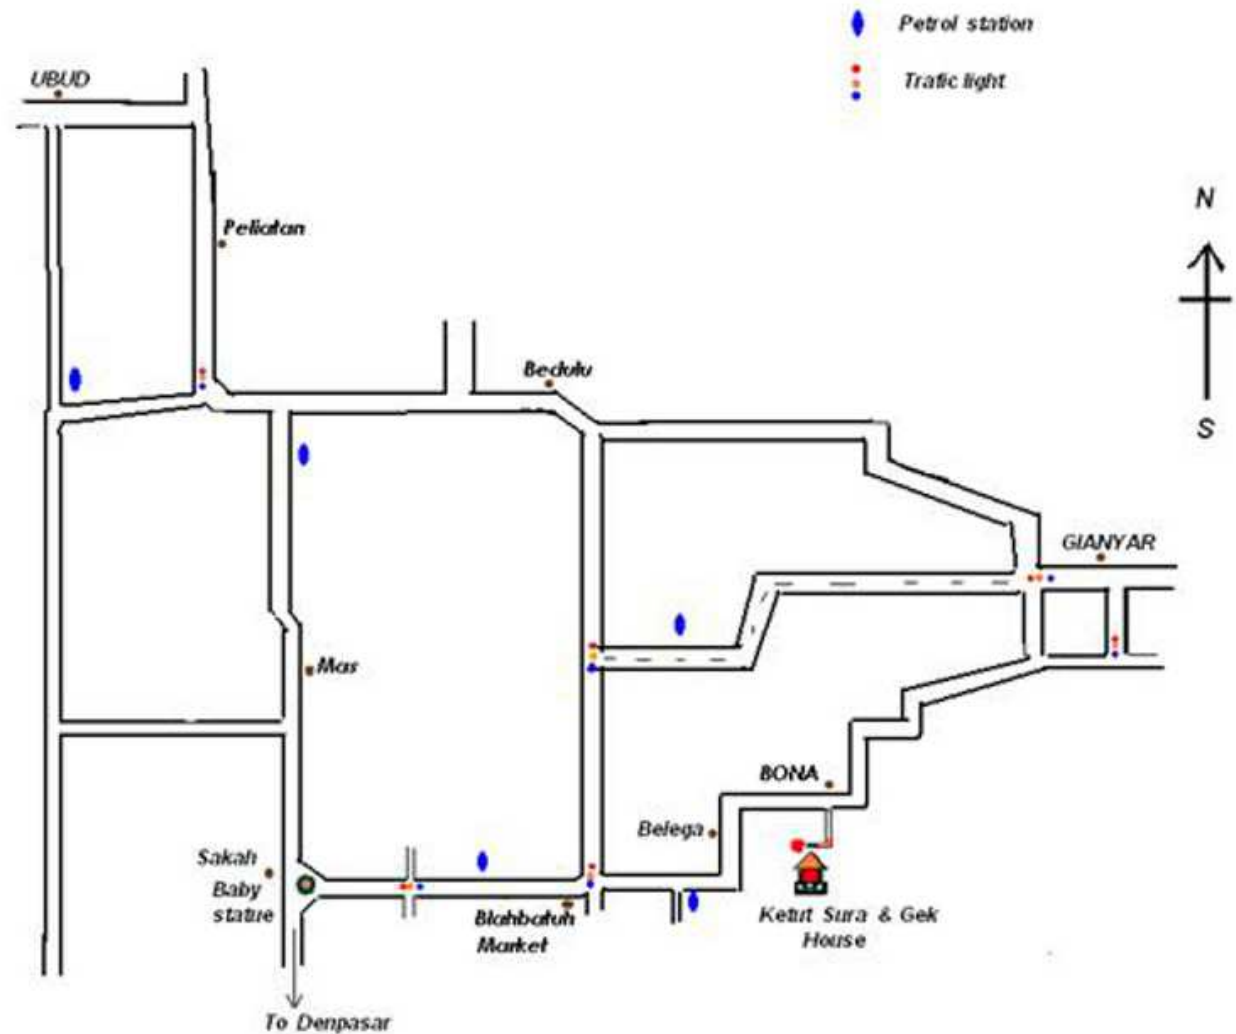 Petrol station
Trafic light
UBUD
N
Peliatan
Bedulu
S
GIANYAR
Mas
BONA
Belega
Sakah
Baby
statue
Blahbatuh
Market
Ketut Sura & Gek
House
To Denpasar